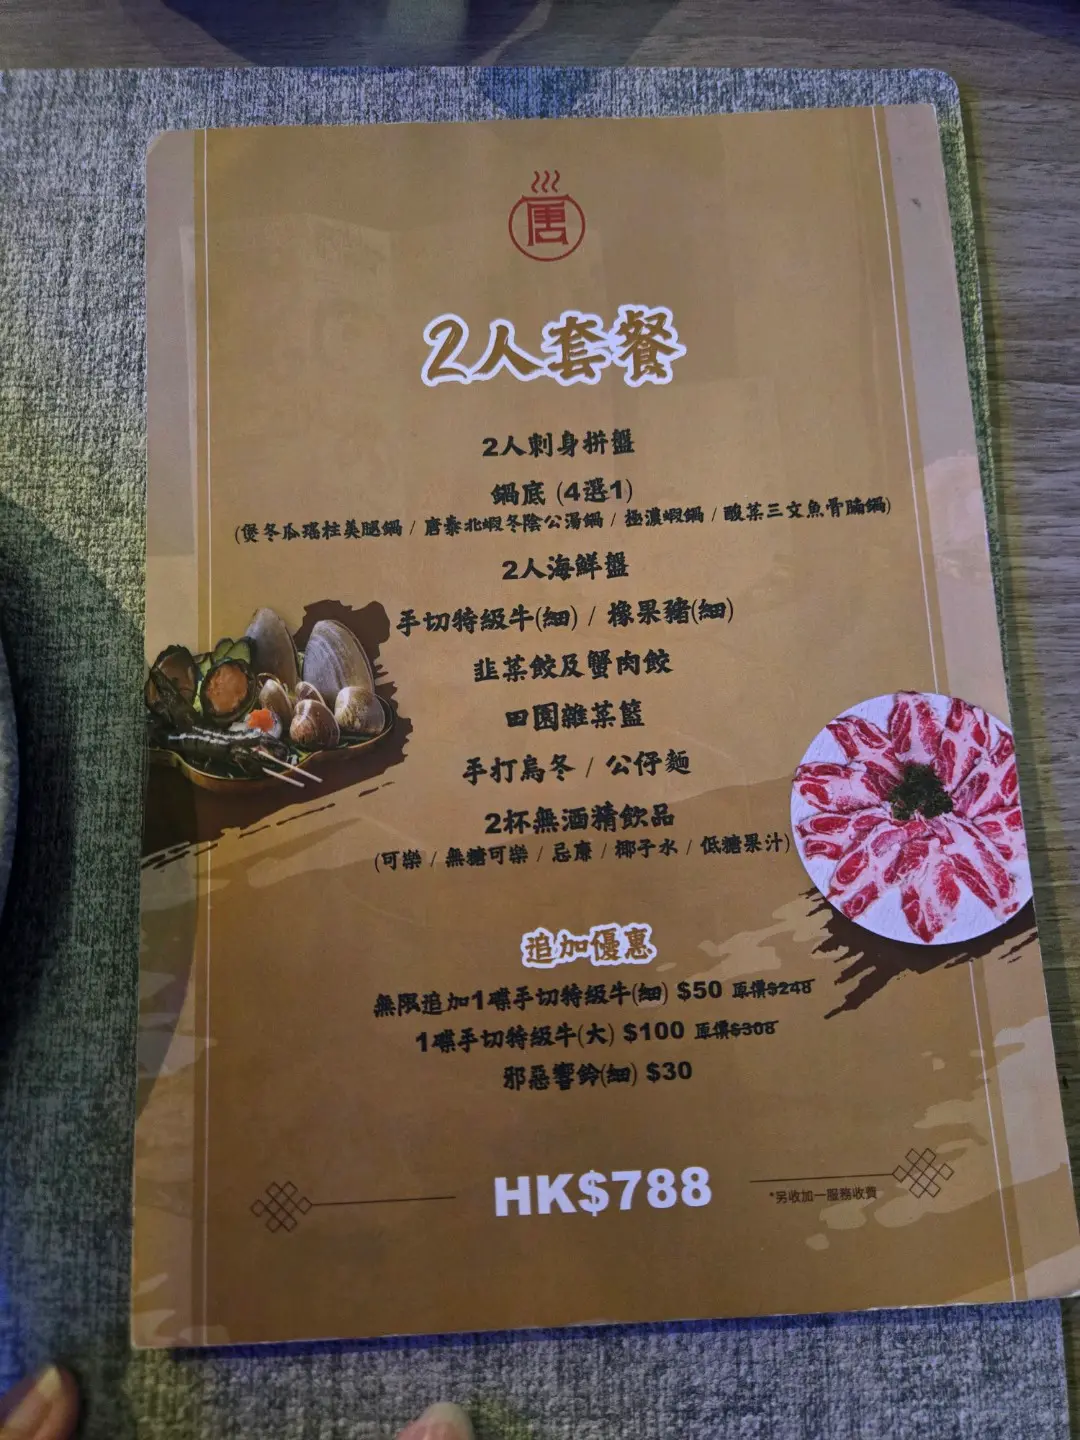 唐
2人套餐
2人刺身拼盤
鍋底 (4選1)
(煲冬瓜瑤柱美腿鍋 / 唐泰北蝦冬陰公湯鍋 / 極濃蝦鍋 / 酸菜三文魚骨腩鍋)
2人海鮮盤
手切特級牛(細) / 橡果豬(細)
韭菜餃及蟹肉餃
田園雜菜籃
手打烏冬 / 公仔麵
2杯無酒精飲品
(可樂 / 無糖可樂 / 忌廉 / 椰子水 / 低糖果汁)
追加優惠
無限追加1碟手切特級牛(細) $50 原價$248
1碟手切特級牛(大) $100 原價$308
邪惡響鈴(細) $30
HK$788
*另收加一服務收費